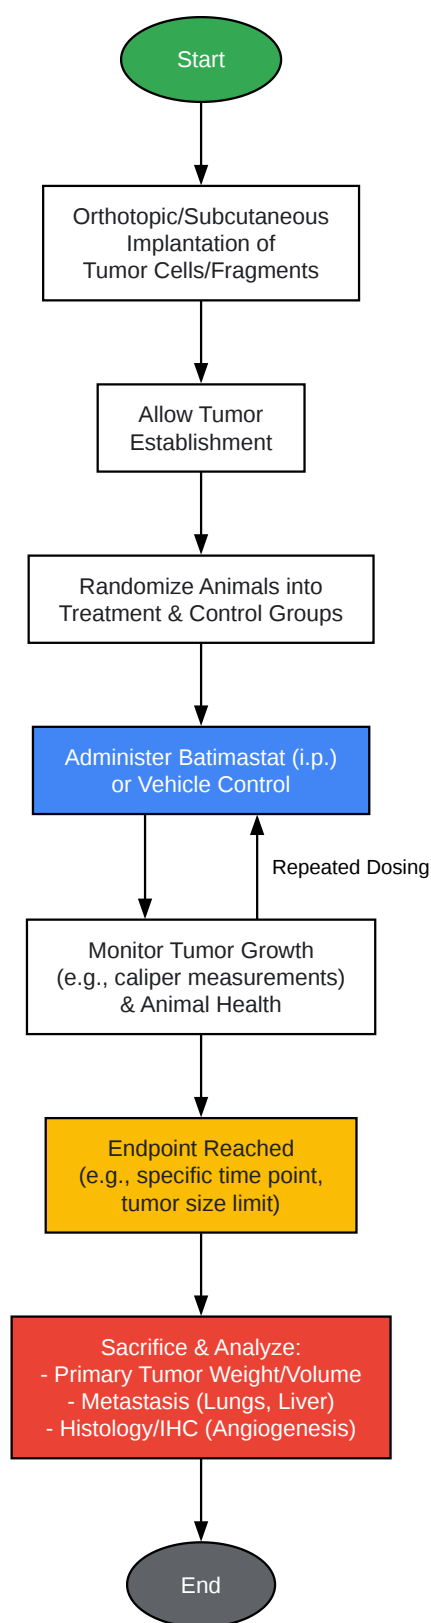 Start
Orthotopic/Subcutaneous
Implantation of
Tumor Cells/Fragments
Allow Tumor
Establishment
Randomize Animals into
Treatment & Control Groups
Administer Batimastat (i.p.)
or Vehicle Control
Repeated Dosing
Monitor Tumor Growth
(e.g., caliper measurements)
& Animal Health
Endpoint Reached
(e.g., specific time point,
tumor size limit)
Sacrifice & Analyze:
- Primary Tumor Weight/Volume
- Metastasis (Lungs, Liver)
- Histology/IHC (Angiogenesis)
End